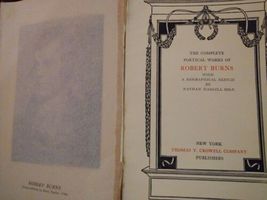 THE COMPLETE
POETICAL WORKS OF
ROBERT BURNS
WITH
A BIOGRAPHICAL SKETCH
BY
NATHAN HASKELL DOLE
NEW YORK
THOMAS Y. CROWELL COMPANY
PUBLISHERS
ROBERT BURNS